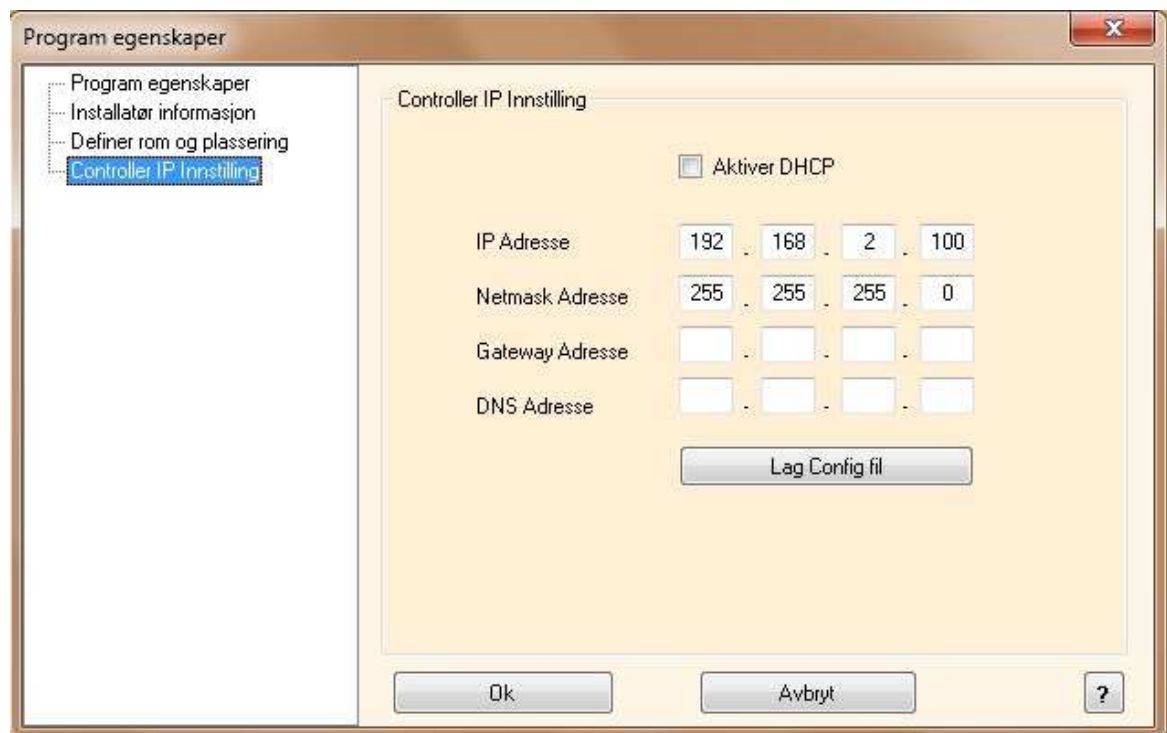 Program egenskaper
x
Program egenskaper
Installatør informasjon
Definer rom og plassering
Controller IP Innstilling
Controller IP Innstilling
Aktiver DHCP
IP Adresse 192 . 168 . 2 . 100
Netmask Adresse 255 . 255 . 255 . 0
Gateway Adresse . . .
DNS Adresse . . .
Lag Config fil
Ok Avbryt ?